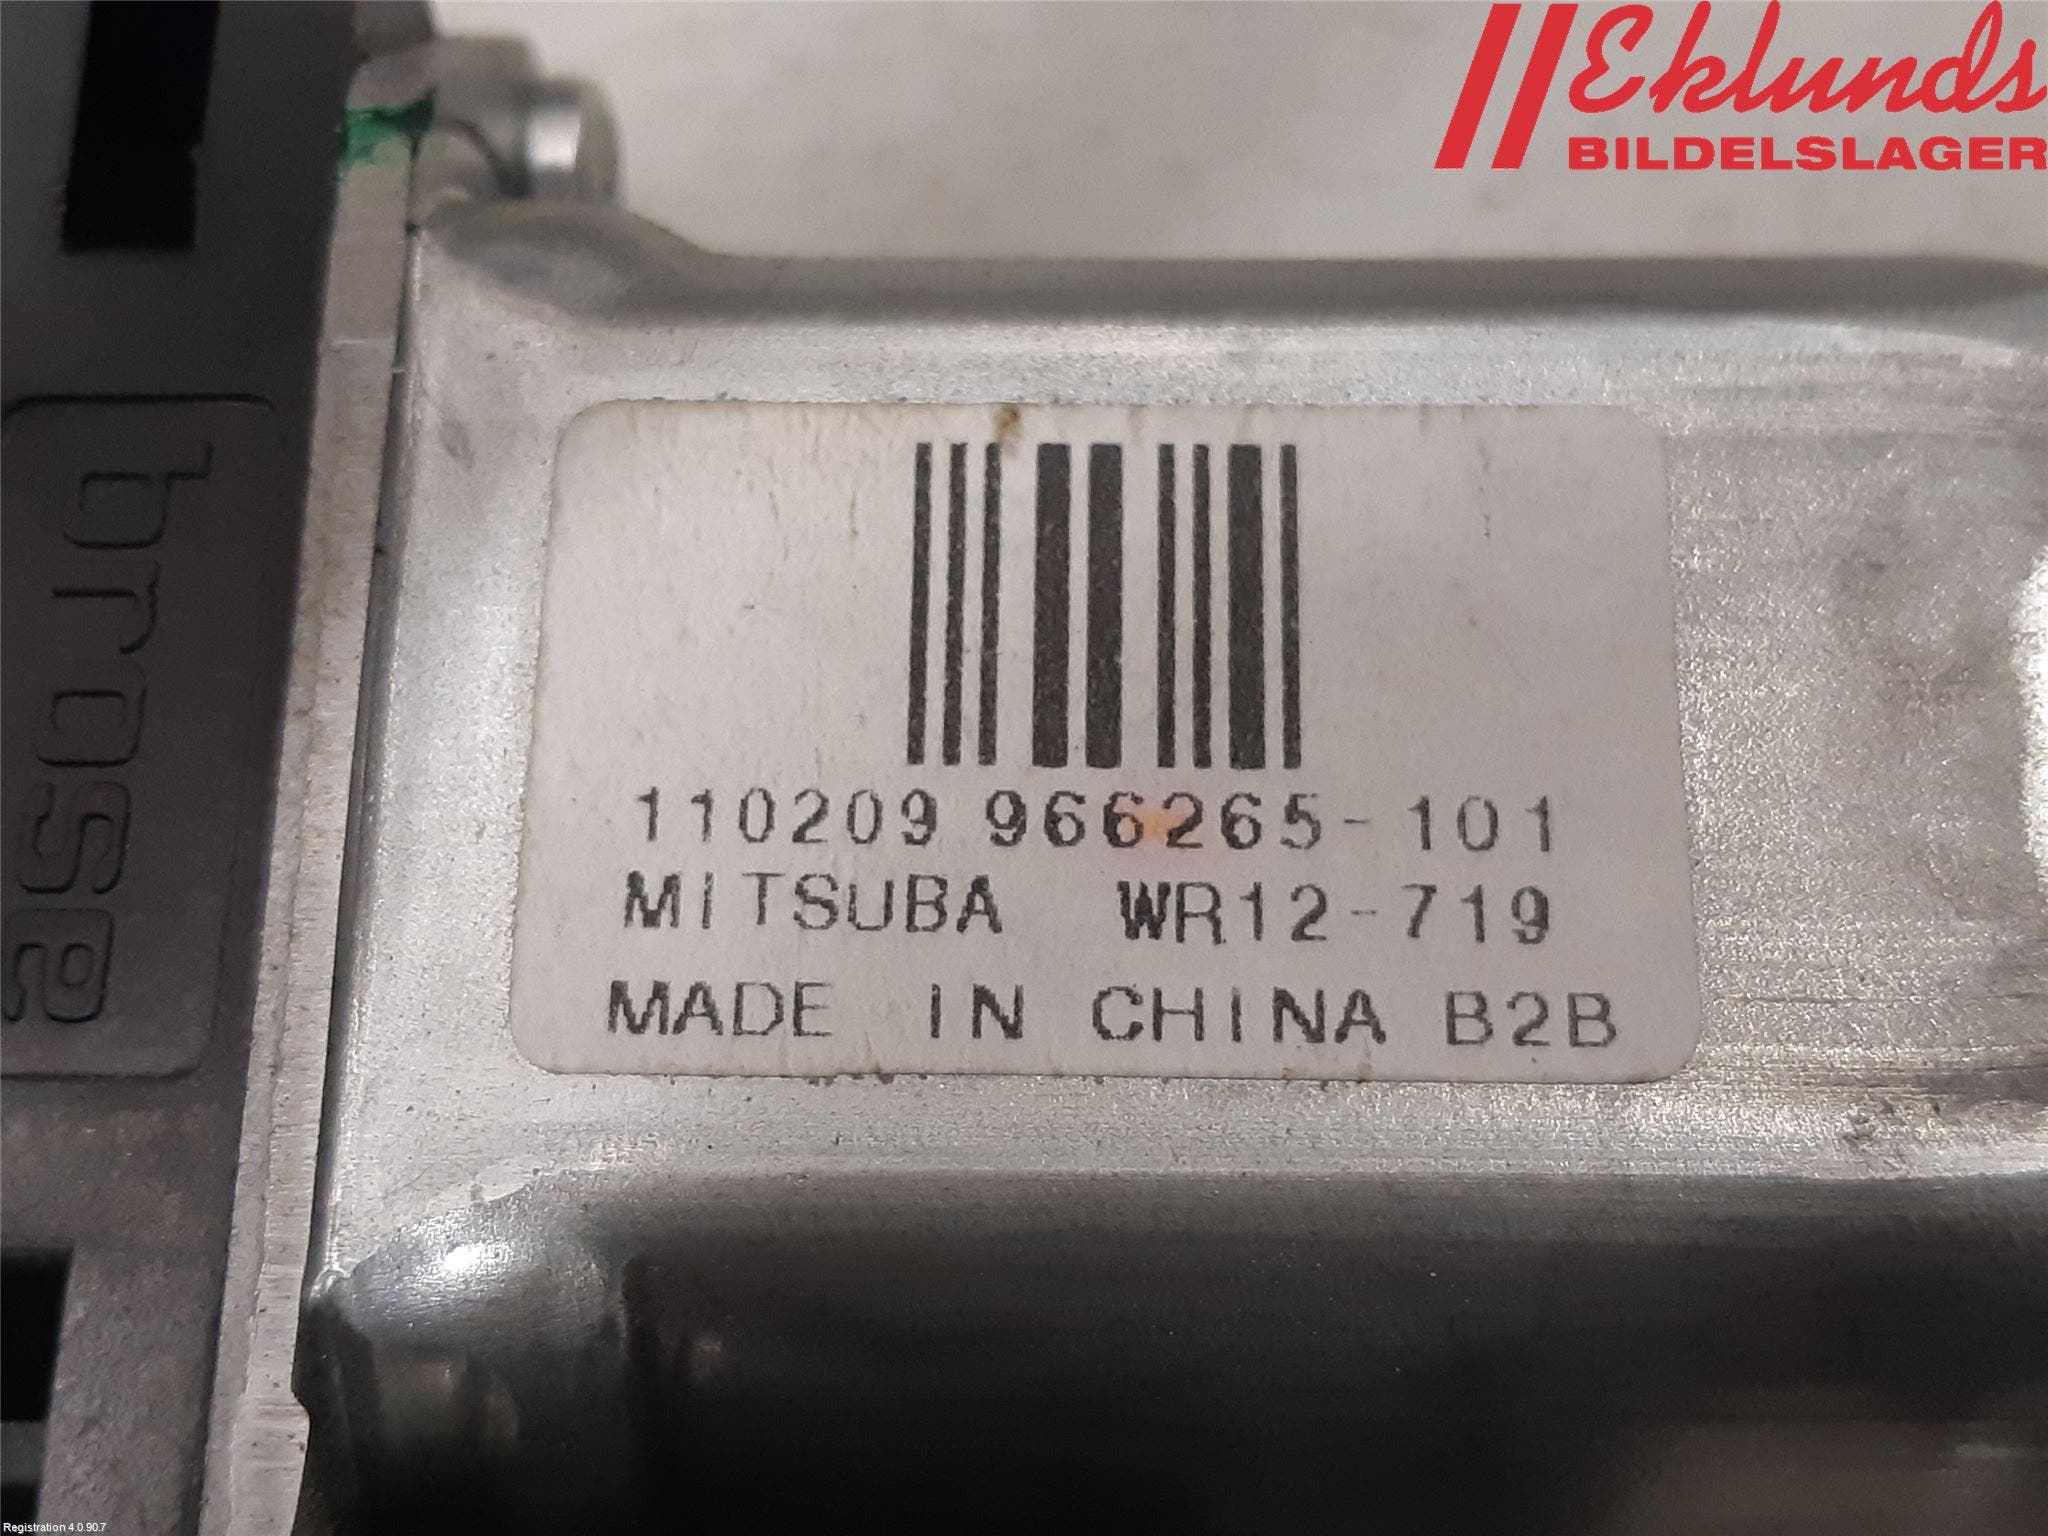 Eklunds
BILDELSLAGER
brose
110209 966265-101
MITSUBA WR12-719
MADE IN CHINA B2B
Registration 4.0.90.7